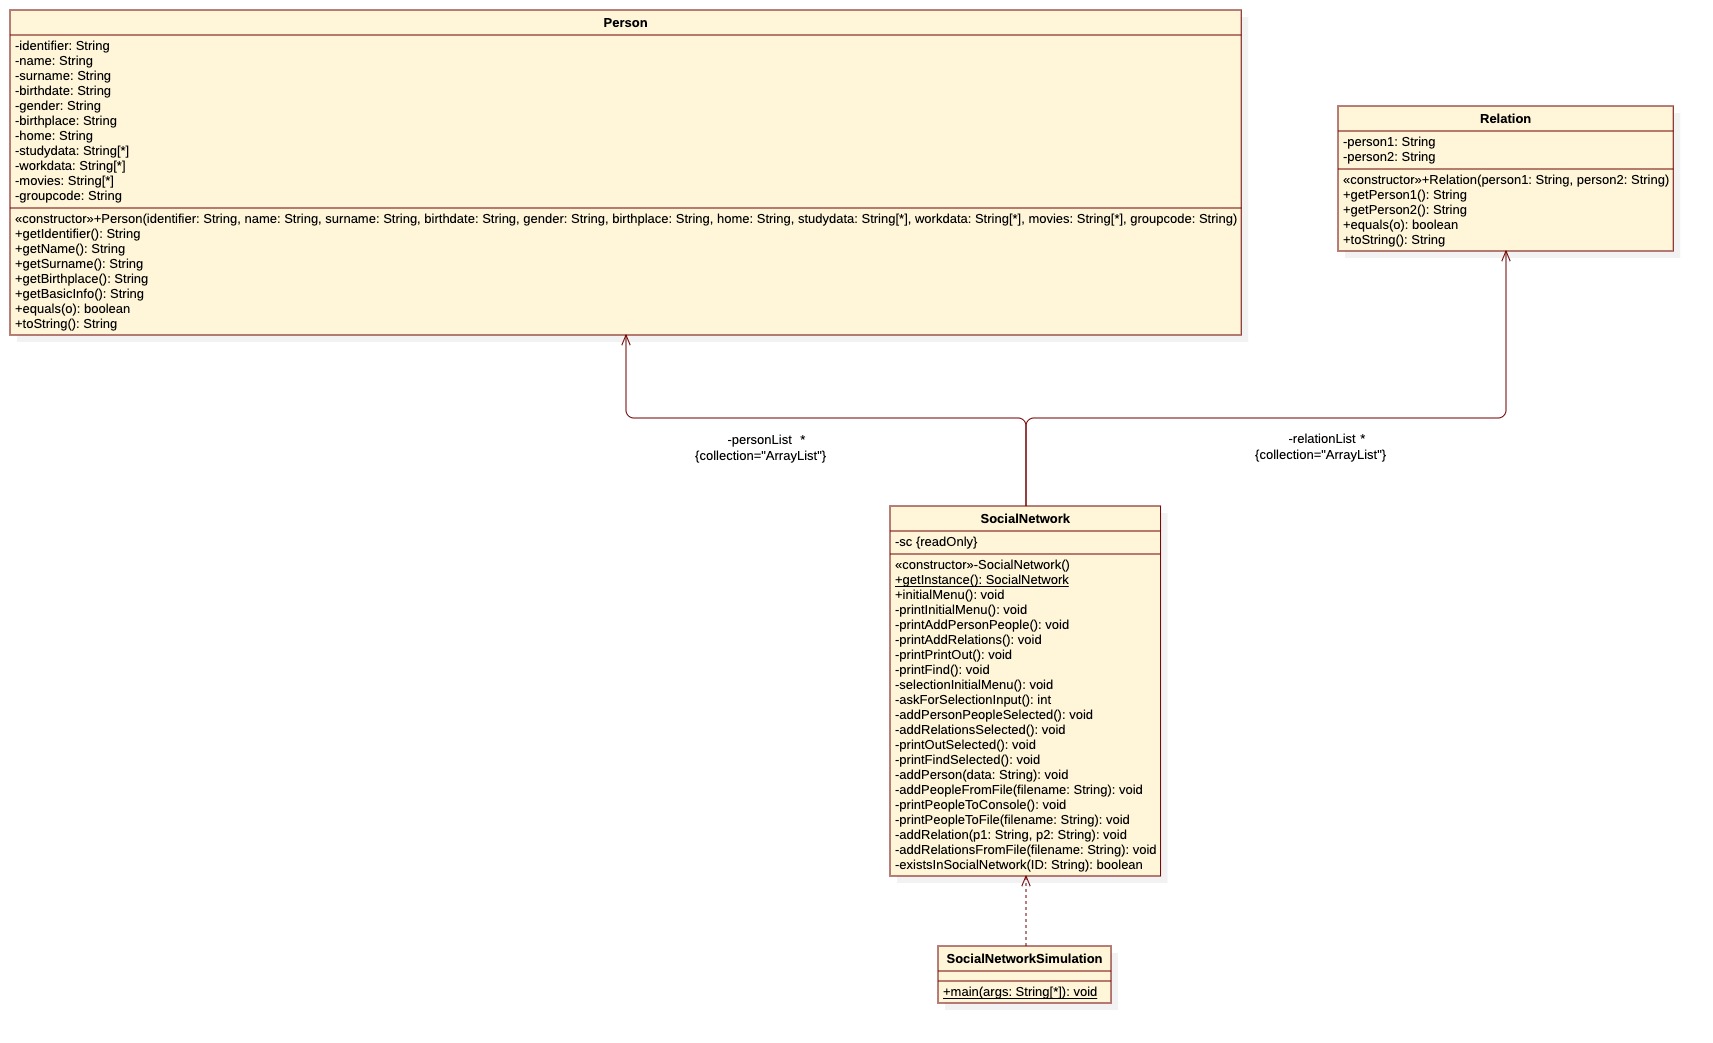 Person
-identifier: String
-name: String
-surname: String
-birthdate: String
-gender: String
-birthplace: String
-home: String
-studydata: String[*]
-workdata: String[*]
-movies: String[*]
-groupcode: String
«constructor»+Person(identifier: String, name: String, surname: String, birthdate: String, gender: String, birthplace: String, home: String, studydata: String[*], workdata: String[*], movies: String[*], groupcode: String)
+getIdentifier(): String
+getName(): String
+getSurname(): String
+getBirthplace(): String
+getBasicInfo(): String
+equals(o): boolean
+toString(): String
Relation
-person1: String
-person2: String
«constructor»+Relation(person1: String, person2: String)
+getPerson1(): String
+getPerson2(): String
+equals(o): boolean
+toString(): String
-personList *
{collection="ArrayList"}
-relationList *
{collection="ArrayList"}
SocialNetwork
-sc {readOnly}
«constructor»-SocialNetwork()
+getInstance(): SocialNetwork
+initialMenu(): void
-printInitialMenu(): void
-printAddPersonPeople(): void
-printAddRelations(): void
-printPrintOut(): void
-printFind(): void
-selectionInitialMenu(): void
-askForSelectionInput(): int
-addPersonPeopleSelected(): void
-addRelationsSelected(): void
-printOutSelected(): void
-printFindSelected(): void
-addPerson(data: String): void
-addPeopleFromFile(filename: String): void
-printPeopleToConsole(): void
-printPeopleToFile(filename: String): void
-addRelation(p1: String, p2: String): void
-addRelationsFromFile(filename: String): void
-existsInSocialNetwork(ID: String): boolean
SocialNetworkSimulation
+main(args: String[*]): void